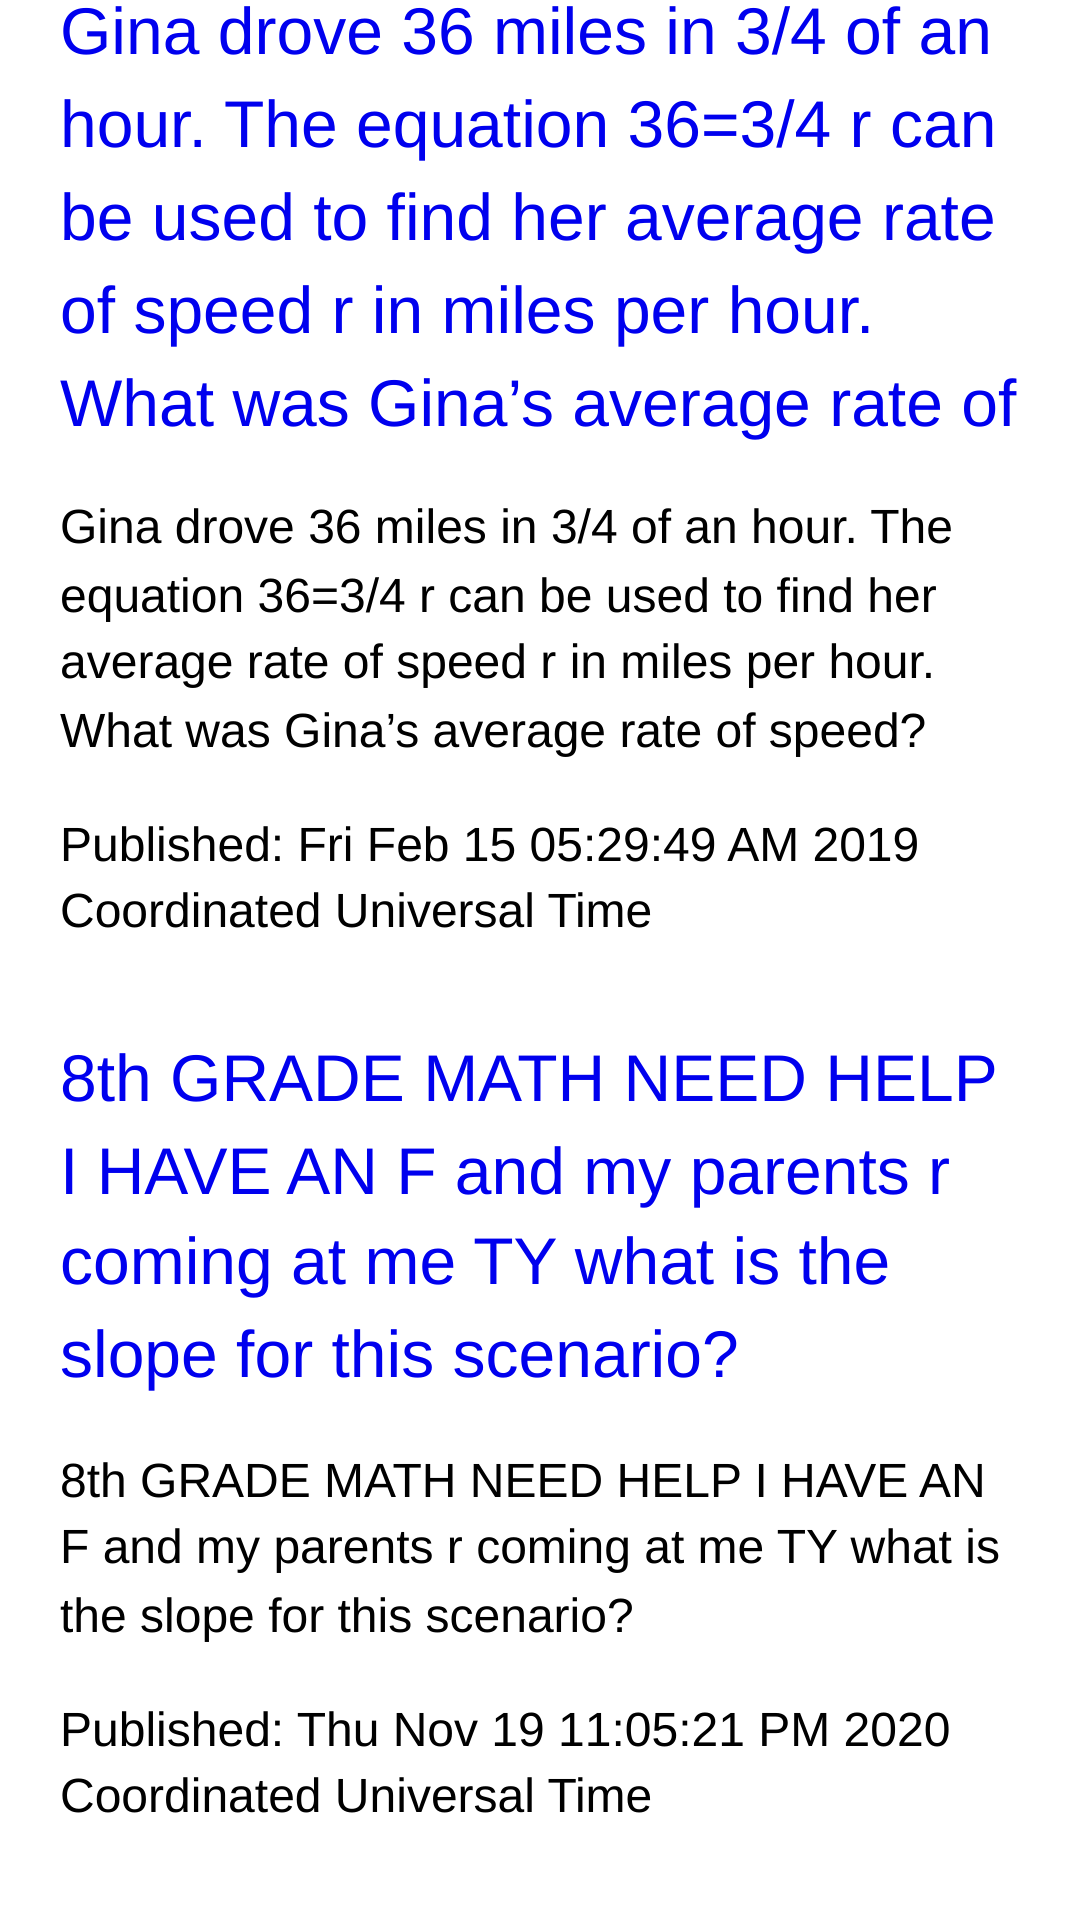 Gina drove 36 miles in 3/4 of an
hour. The equation 36=3/4 r can
be used to find her average rate
of speed r in miles per hour.
What was Gina’s average rate of
Gina drove 36 miles in 3/4 of an hour. The
equation 36=3/4 r can be used to find her
average rate of speed r in miles per hour.
What was Gina’s average rate of speed?
Published: Fri Feb 15 05:29:49 AM 2019
Coordinated Universal Time
8th GRADE MATH NEED HELP
I HAVE AN F and my parents r
coming at me TY what is the
slope for this scenario?
8th GRADE MATH NEED HELP I HAVE AN
F and my parents r coming at me TY what is
the slope for this scenario?
Published: Thu Nov 19 11:05:21 PM 2020
Coordinated Universal Time